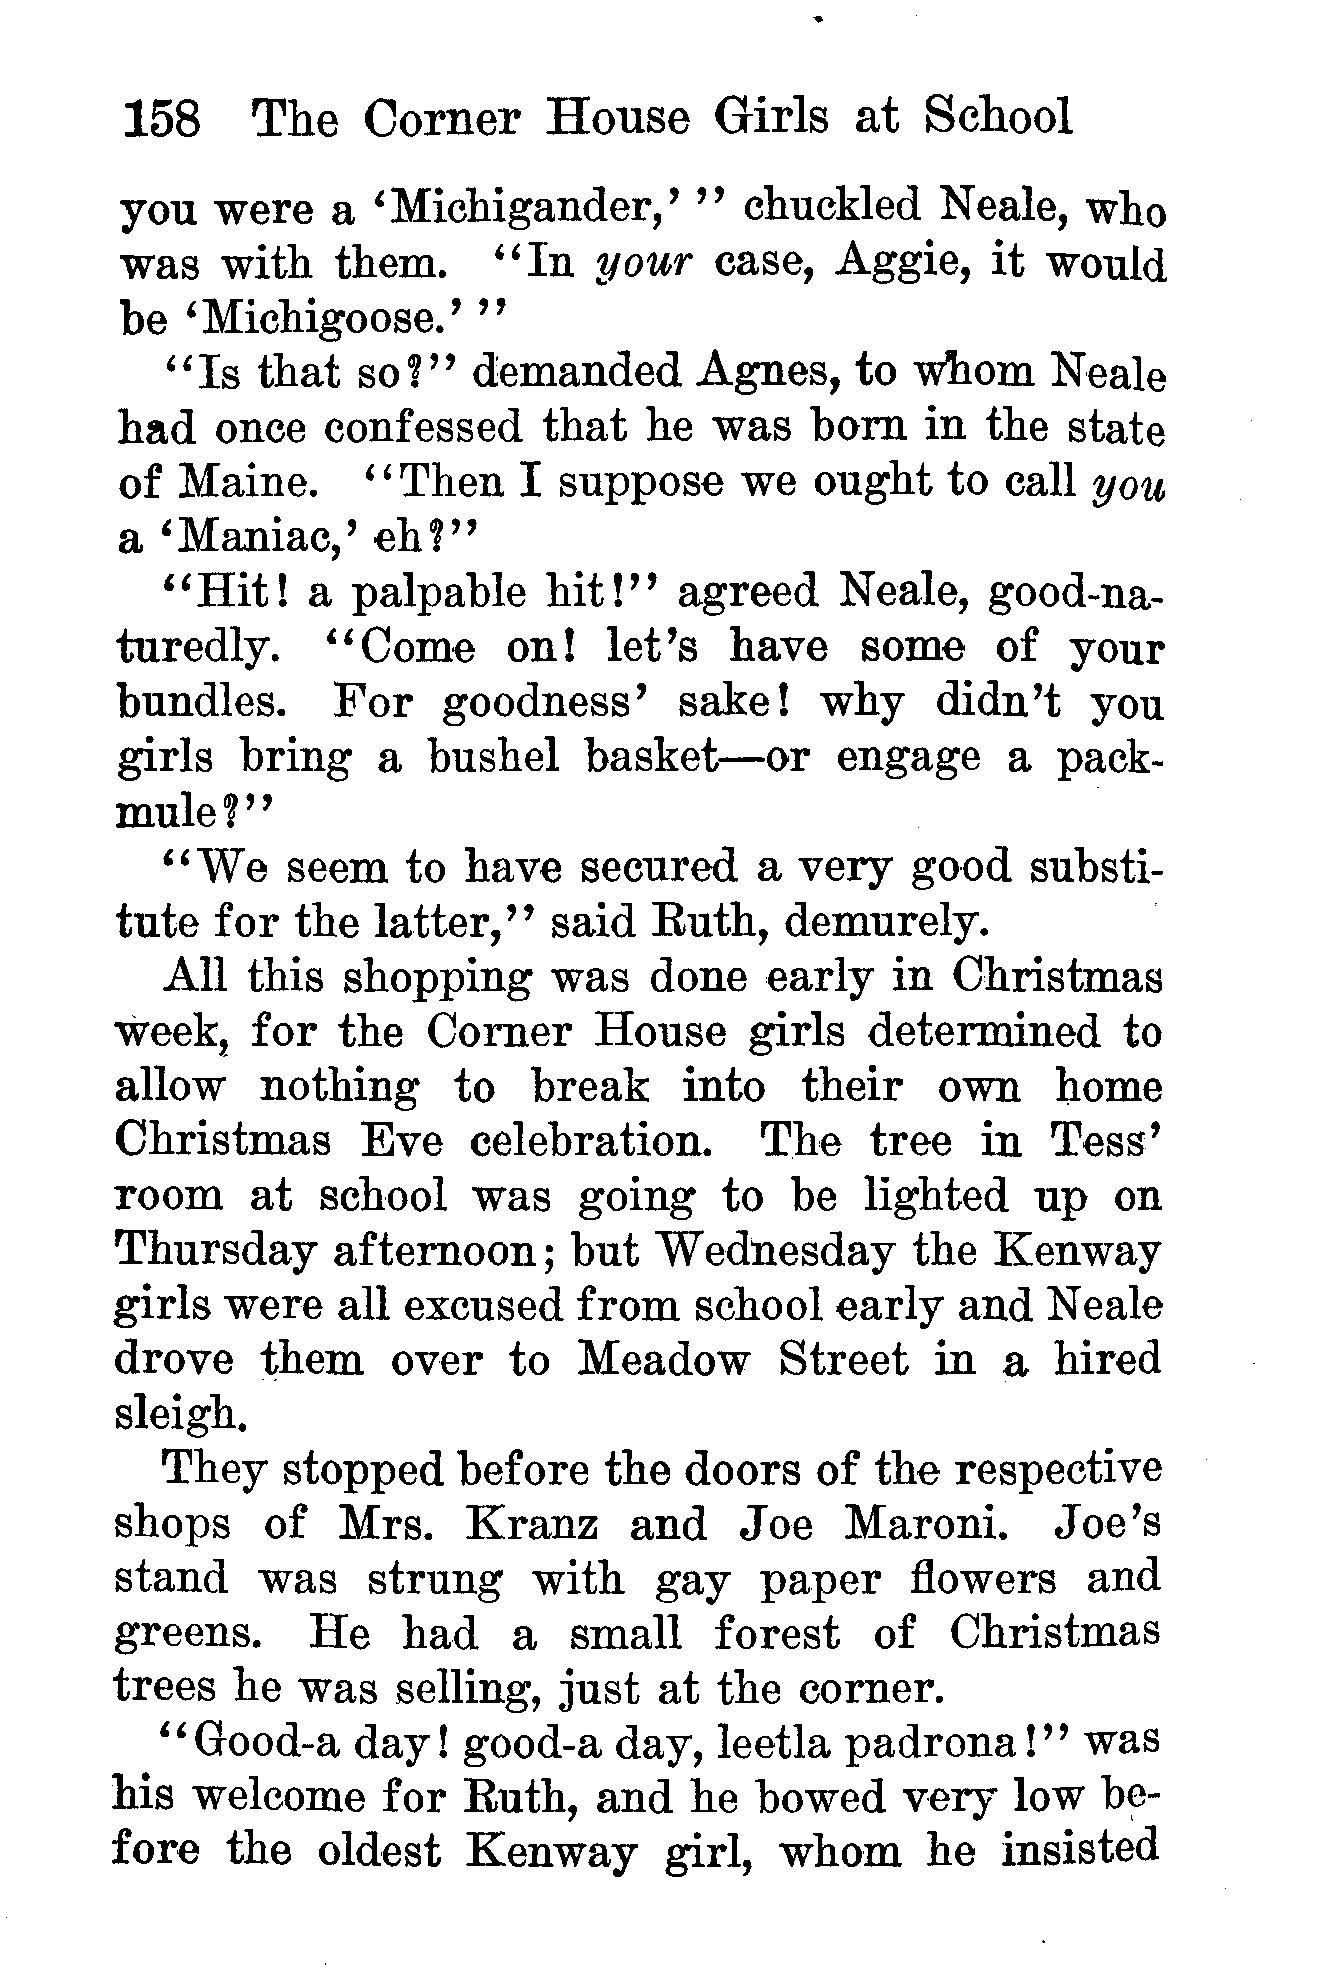 158 The Corner House Girls at School
you were a ‘Michigander,’ ” chuckled Neale, who
was with them. “In your case, Aggie, it would
be ‘Michigoose.’ ”
“Is that so?” demanded Agnes, to whom Neale
had once confessed that he was born in the state
of Maine. “Then I suppose we ought to call you
a ‘Maniac,’ eh?”
“Hit! a palpable hit!” agreed Neale, good-na-
turedly. “Come on! let’s have some of your
bundles. For goodness’ sake! why didn’t you
girls bring a bushel basket—or engage a pack-
mule?”
“We seem to have secured a very good substi-
tute for the latter,” said Ruth, demurely.
All this shopping was done early in Christmas
week, for the Corner House girls determined to
allow nothing to break into their own home
Christmas Eve celebration. The tree in Tess’
room at school was going to be lighted up on
Thursday afternoon; but Wednesday the Kenway
girls were all excused from school early and Neale
drove them over to Meadow Street in a hired
sleigh.
They stopped before the doors of the respective
shops of Mrs. Kranz and Joe Maroni. Joe’s
stand was strung with gay paper flowers and
greens. He had a small forest of Christmas
trees he was selling, just at the corner.
“Good-a day! good-a day, leetla padrona!” was
his welcome for Ruth, and he bowed very low be-
fore the oldest Kenway girl, whom he insisted